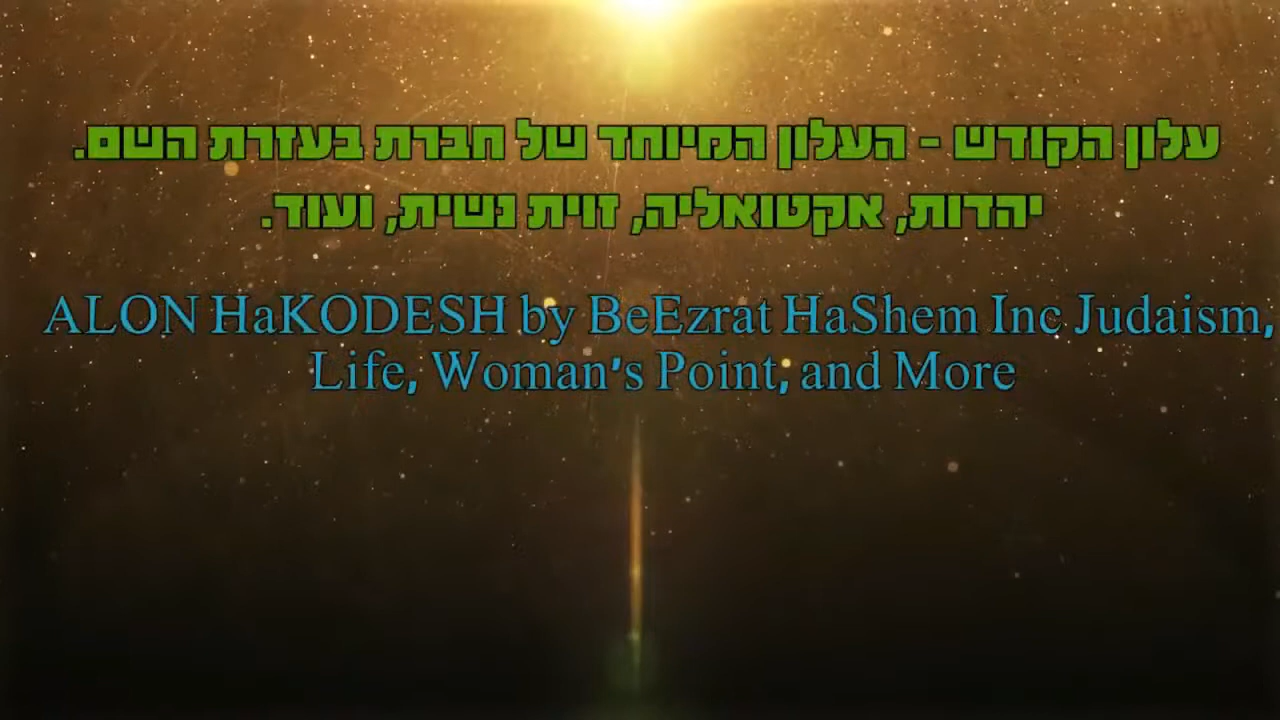 עלון הקודש - העלון המיוחד של חברת בעזרת השם.
יהדות, אקטואליה, זוית נשית, ועוד.
ALON HaKODESH by BeEzrat HaShem Inc Judaism,
Life, Woman's Point, and More